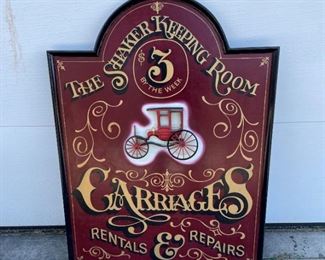 THE SHAKER KEEPING ROOM
$3
BY THE WEEK
CARRIAGES
RENTALS & REPAIRS